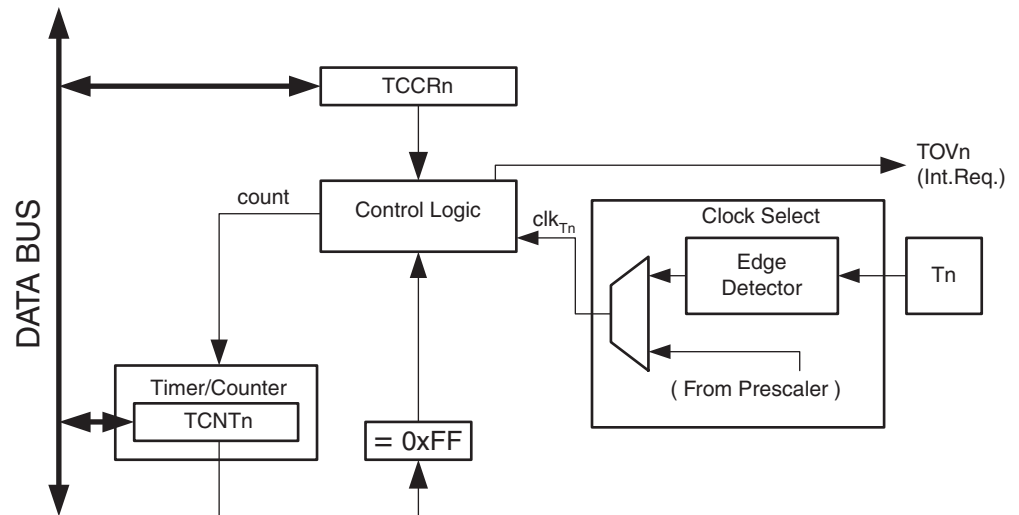 TCCRn
TOVn
(Int.Req.)
count
Control Logic
clkTn
Clock Select
Edge
Detector
Tn
DATA BUS
Timer/Counter
TCNTn
= 0xFF
( From Prescaler )